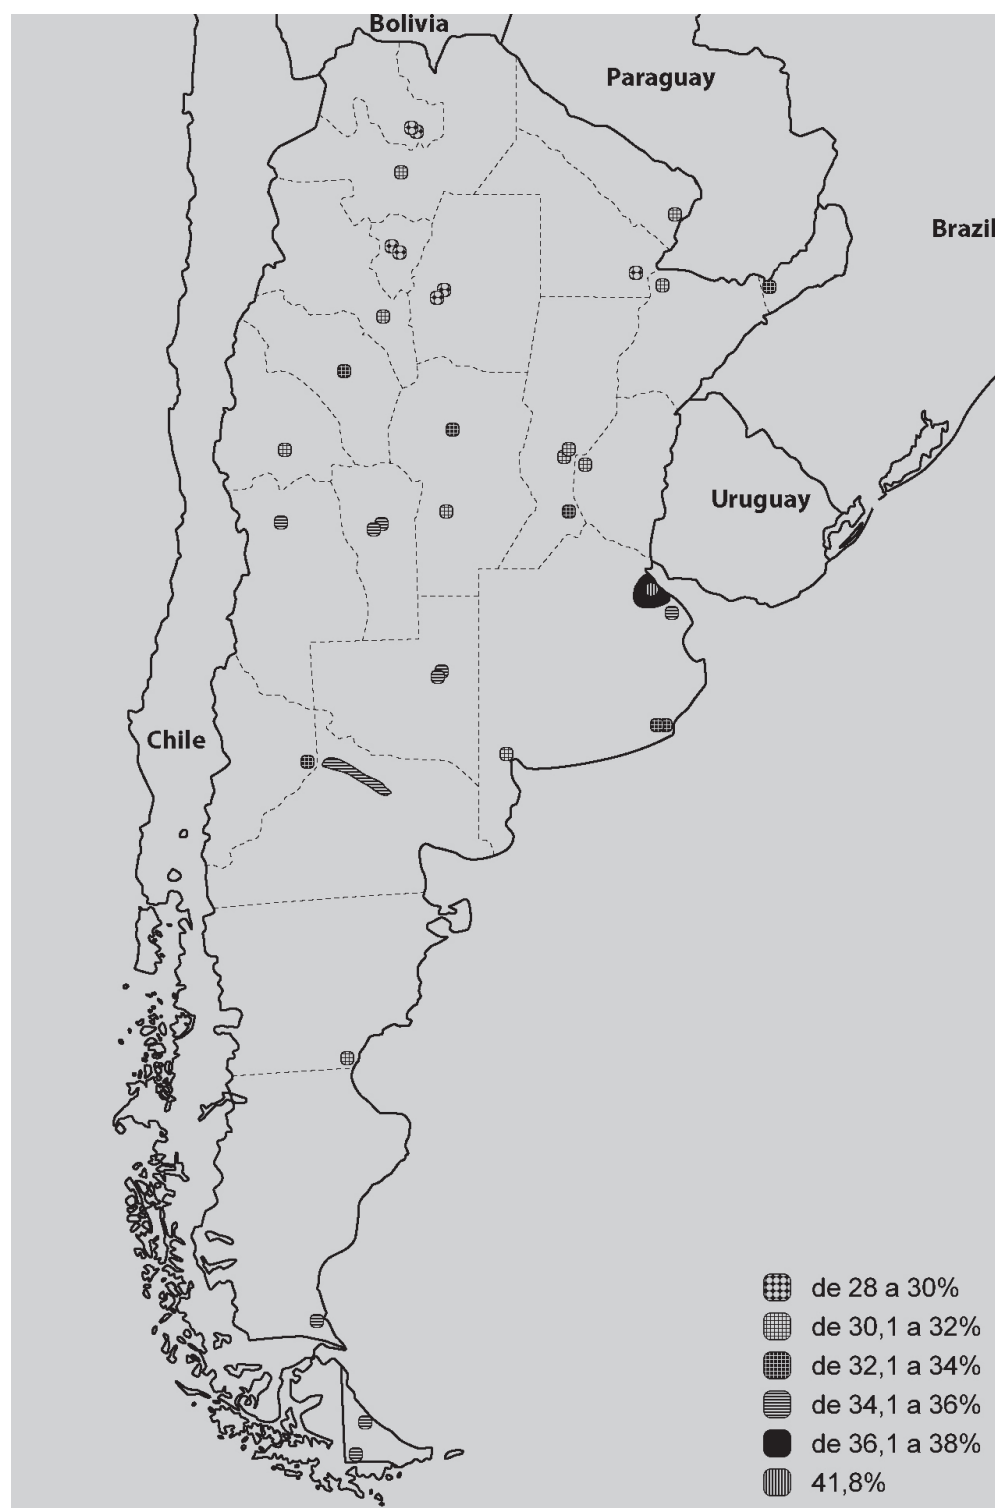 Bolivia
Paraguay
Brazil
Uruguay
Chile
de 28 a 30%
de 30,1 a 32%
de 32,1 a 34%
de 34,1 a 36%
de 36,1 a 38%
41,8%